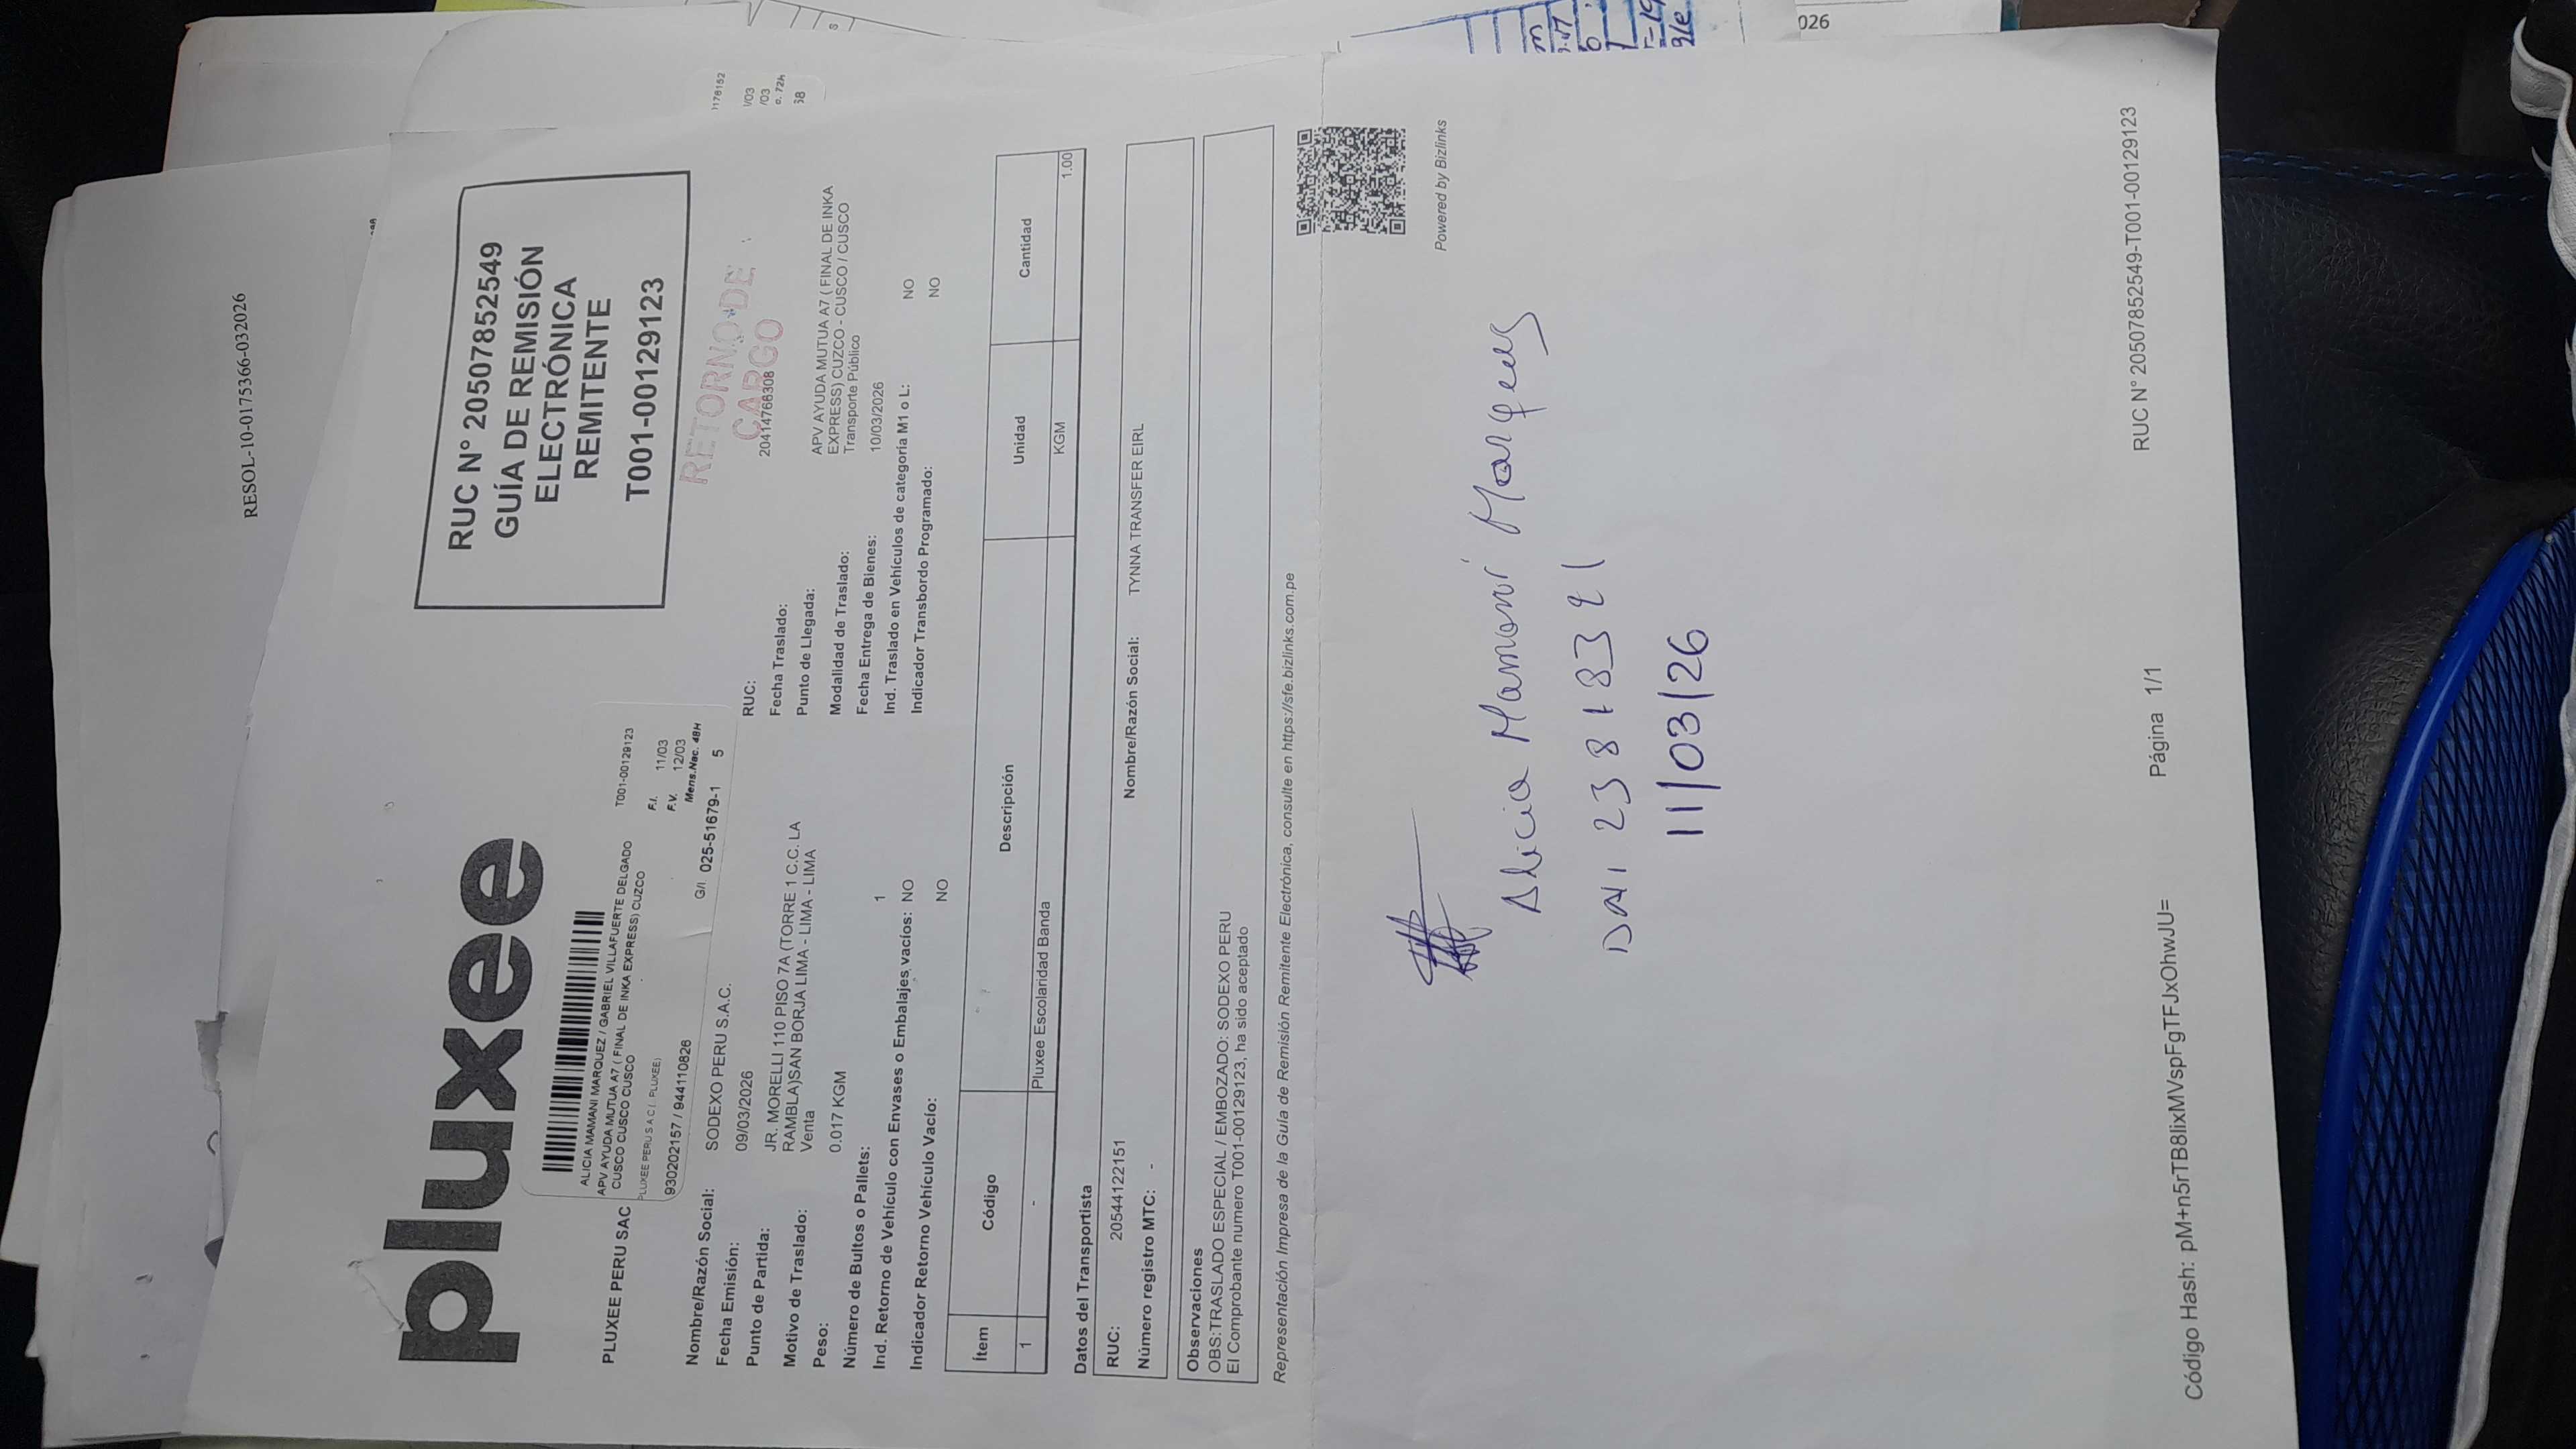 RESOL-10-0175366-032026
026
pluxee
RUC N° 20507852549
GUÍA DE REMISIÓN
ELECTRÓNICA
REMITENTE
T001-00129123
ALICIA MAMANI MARQUEZ / GABRIEL VILLAFUERTE DELGADO
T001-00129123
APV AYUDA MUTUA A7 ( FINAL DE INKA EXPRESS) CUZCO
CUSCO CUSCO CUSCO
F.I. 11/03
F.V. 12/03
Mens.Nac. 48H
PLUXEE PERU S.A.C (. PLUXEE)
930202157 / 944110826
G/I 025-51679-1 5
PLUXEE PERU SAC
RETORNO DE
CARGO
1176152
/03
c. 72h
Nombre/Razón Social: SODEXO PERU S.A.C.
RUC: 20414766308
Fecha Emisión: 09/03/2026
Fecha Traslado:
Punto de Partida: JR. MORELLI 110 PISO 7A (TORRE 1 C.C. LA
RAMBLA)SAN BORJA LIMA - LIMA - LIMA
Punto de Llegada: APV AYUDA MUTUA A7 ( FINAL DE INKA
EXPRESS) CUZCO - CUSCO / CUSCO
Motivo de Traslado: Venta
Modalidad de Traslado: Transporte Público
Peso: 0.017 KGM
Fecha Entrega de Bienes: 10/03/2026
Número de Bultos o Pallets: 1
Ind. Traslado en Vehículos de categoría M1 o L: NO
Ind. Retorno de Vehículo con Envases o Embalajes vacíos: NO
Indicador Transbordo Programado: NO
Indicador Retorno Vehículo Vacío: NO
Ítem Código Descripción Unidad Cantidad
1 - Pluxee Escolaridad Banda KGM 1.00
Datos del Transportista
RUC: 20544122151 Nombre/Razón Social: TYNNA TRANSFER EIRL
Número registro MTC: -
Observaciones
OBS:TRASLADO ESPECIAL / EMBOZADO: SODEXO PERU
El Comprobante numero T001-00129123, ha sido aceptado
Representación Impresa de la Guía de Remisión Remitente Electrónica, consulte en https://sfe.bizlinks.com.pe
Powered by Bizlinks
Alicia Mamani Marquez
DNI 23818321
11/03/26
Código Hash: pM+n5rTB8lixMVspFgTFJxOhwJU=
Página 1/1
RUC N° 20507852549-T001-00129123